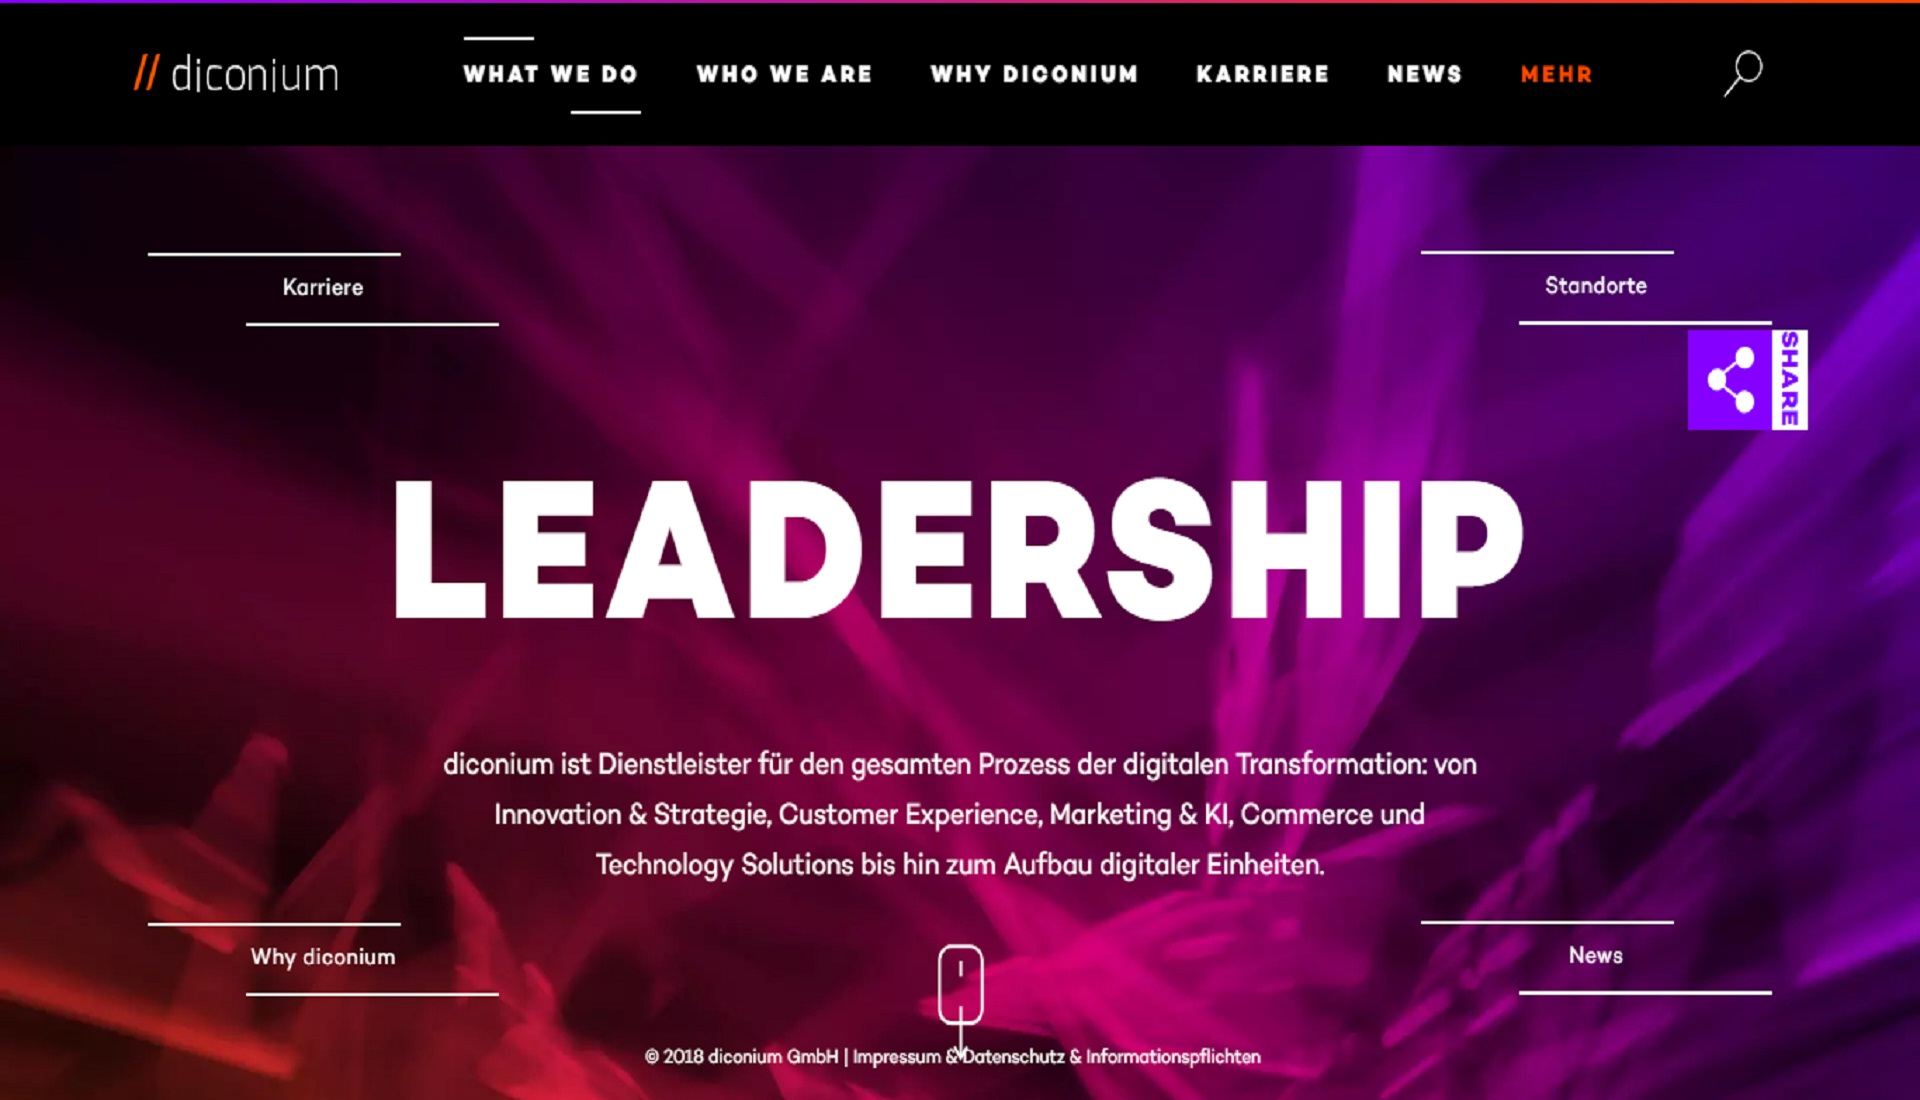 // diconium
WHAT WE DO WHO WE ARE WHY DICONIUM KARRIERE NEWS MEHR
Karriere
Standorte
SHARE
LEADERSHIP
diconium ist Dienstleister für den gesamten Prozess der digitalen Transformation: von
Innovation & Strategie, Customer Experience, Marketing & KI, Commerce und
Technology Solutions bis hin zum Aufbau digitaler Einheiten.
Why diconium
News
© 2018 diconium GmbH | Impressum & Datenschutz & Informationspflichten